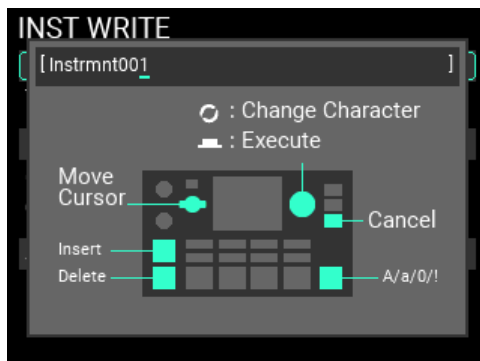 INST WRITE
[Instrmnt001 ]
: Change Character
: Execute
Move
Cursor
Cancel
Insert
Delete
A/a/0/!